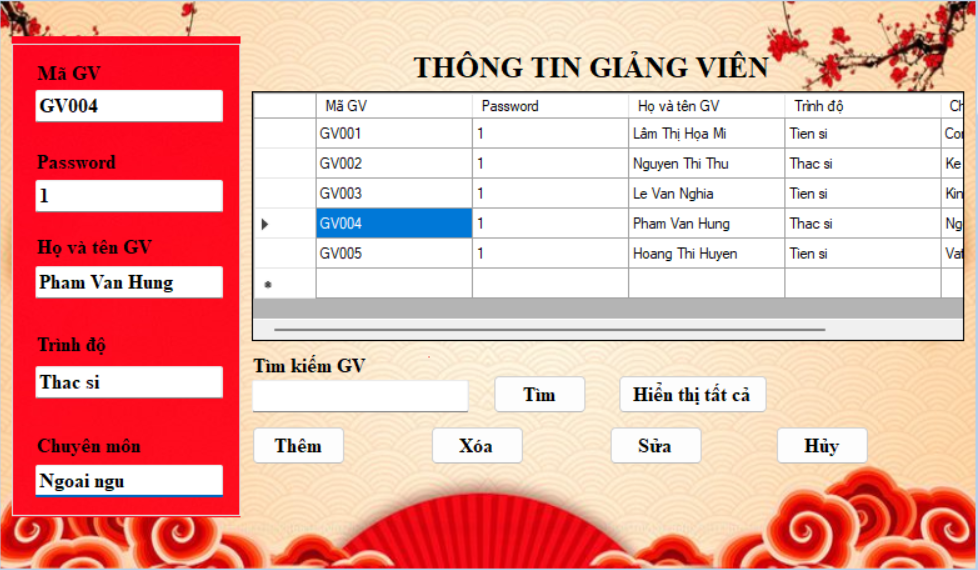 THÔNG TIN GIẢNG VIÊN
Mã GV
GV004
Password
1
Họ và tên GV
Pham Van Hung
Trình độ
Thac si
Chuyên môn
Ngoai ngu
Mã GV Password Họ và tên GV Trình độ Ch
GV001 1 Lâm Thị Họa Mi Tien si Cor
GV002 1 Nguyen Thi Thu Thac si Ke
GV003 1 Le Van Nghia Tien si Kin
GV004 1 Pham Van Hung Thac si Ng
GV005 1 Hoang Thi Huyen Tien si Vat
Tìm kiếm GV
Tìm Hiển thị tất cả
Thêm Xóa Sửa Hủy